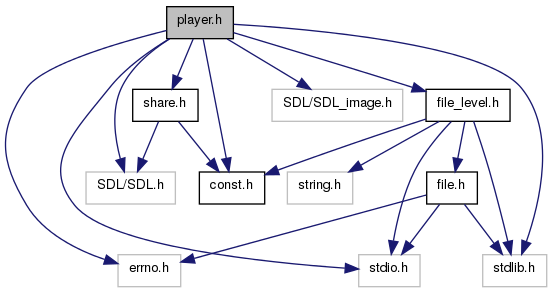 player.h
share.h
SDL/SDL_image.h
file_level.h
SDL/SDL.h
const.h
string.h
file.h
errno.h
stdio.h
stdlib.h